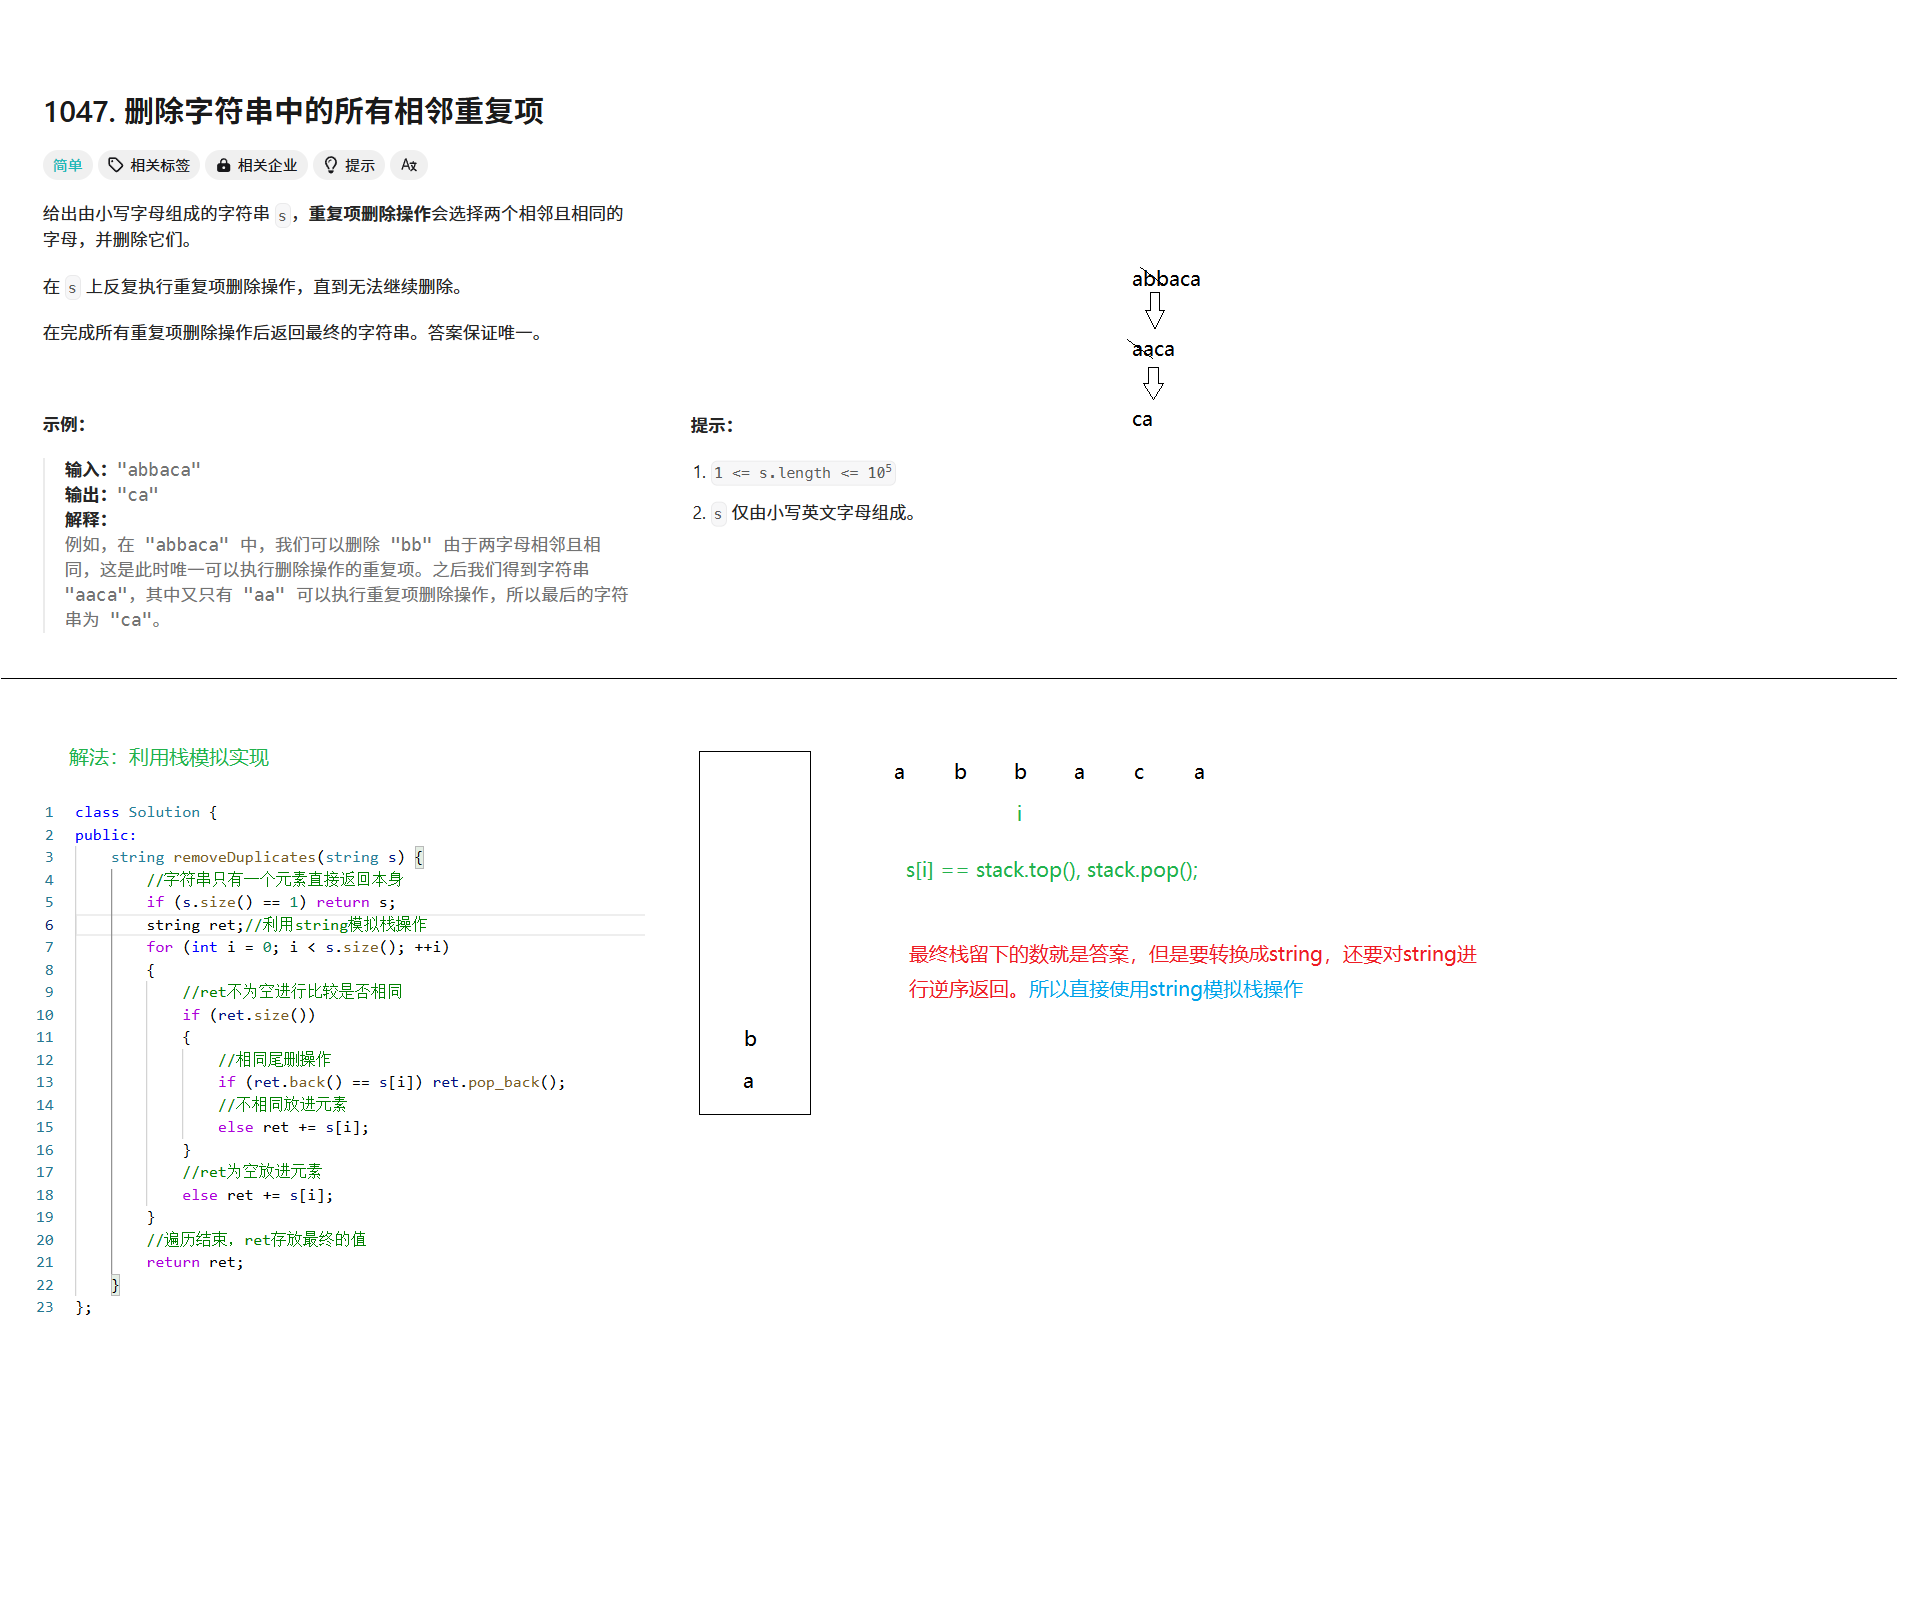 1047. 删除字符串中的所有相邻重复项
简单 相关标签 相关企业 提示 A文
给出由小写字母组成的字符串 s，重复项删除操作会选择两个相邻且相同的
字母，并删除它们。
在 s 上反复执行重复项删除操作，直到无法继续删除。
在完成所有重复项删除操作后返回最终的字符串。答案保证唯一。
示例：
输入："abbaca"
输出："ca"
解释：
例如，在 "abbaca" 中，我们可以删除 "bb" 由于两字母相邻且相
同，这是此时唯一可以执行删除操作的重复项。之后我们得到字符串
"aaca"，其中又只有 "aa" 可以执行重复项删除操作，所以最后的字符
串为 "ca"。
提示：
1. 1 <= s.length <= 10⁵
2. s 仅由小写英文字母组成。
abbaca
aaca
ca
解法：利用栈模拟实现
1 class Solution {
2 public:
3     string removeDuplicates(string s) {
4         //字符串只有一个元素直接返回本身
5         if (s.size() == 1) return s;
6         string ret;//利用string模拟栈操作
7         for (int i = 0; i < s.size(); ++i)
8         {
9             //ret不为空进行比较是否相同
10             if (ret.size())
11             {
12                 //相同尾删操作
13                 if (ret.back() == s[i]) ret.pop_back();
14                 //不相同放进元素
15                 else ret += s[i];
16             }
17             //ret为空放进元素
18             else ret += s[i];
19         }
20         //遍历结束，ret存放最终的值
21         return ret;
22     }
23 };
b
a
a b b a c a
i
s[i] == stack.top(), stack.pop();
最终栈留下的数就是答案，但是要转换成string，还要对string进
行逆序返回。所以直接使用string模拟栈操作